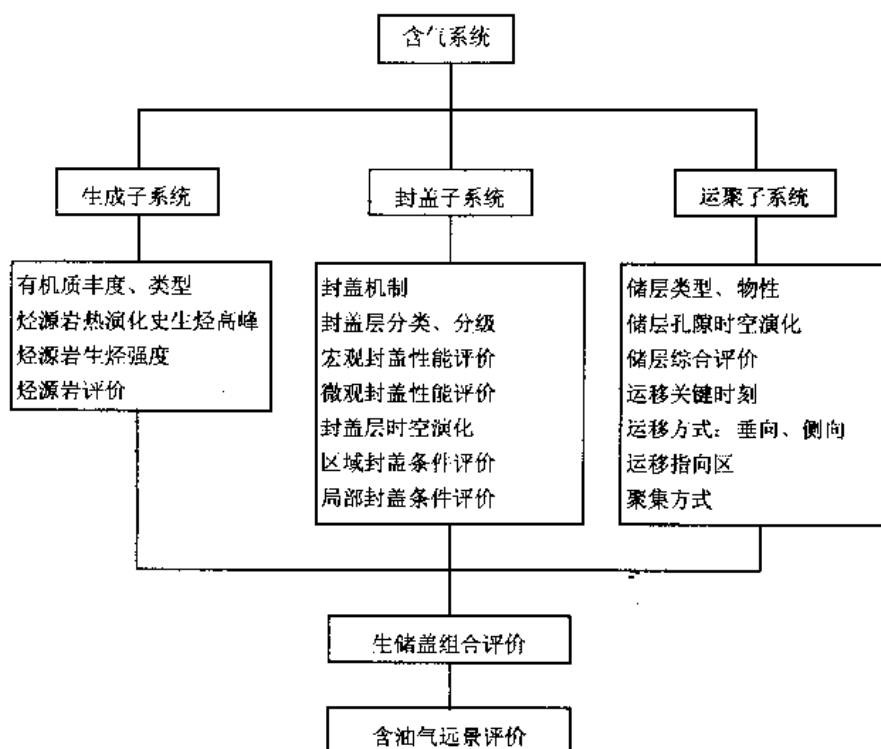 含气系统
生成子系统
封盖子系统
运聚子系统
有机质丰度、类型
烃源岩热演化史生烃高峰
烃源岩生烃强度
烃源岩评价
封盖机制
封盖层分类、分级
宏观封盖性能评价
微观封盖性能评价
封盖层时空演化
区域封盖条件评价
局部封盖条件评价
储层类型、物性
储层孔隙时空演化
储层综合评价
运移关键时刻
运移方式：垂向、侧向
运移指向区
聚集方式
生储盖组合评价
含油气远景评价